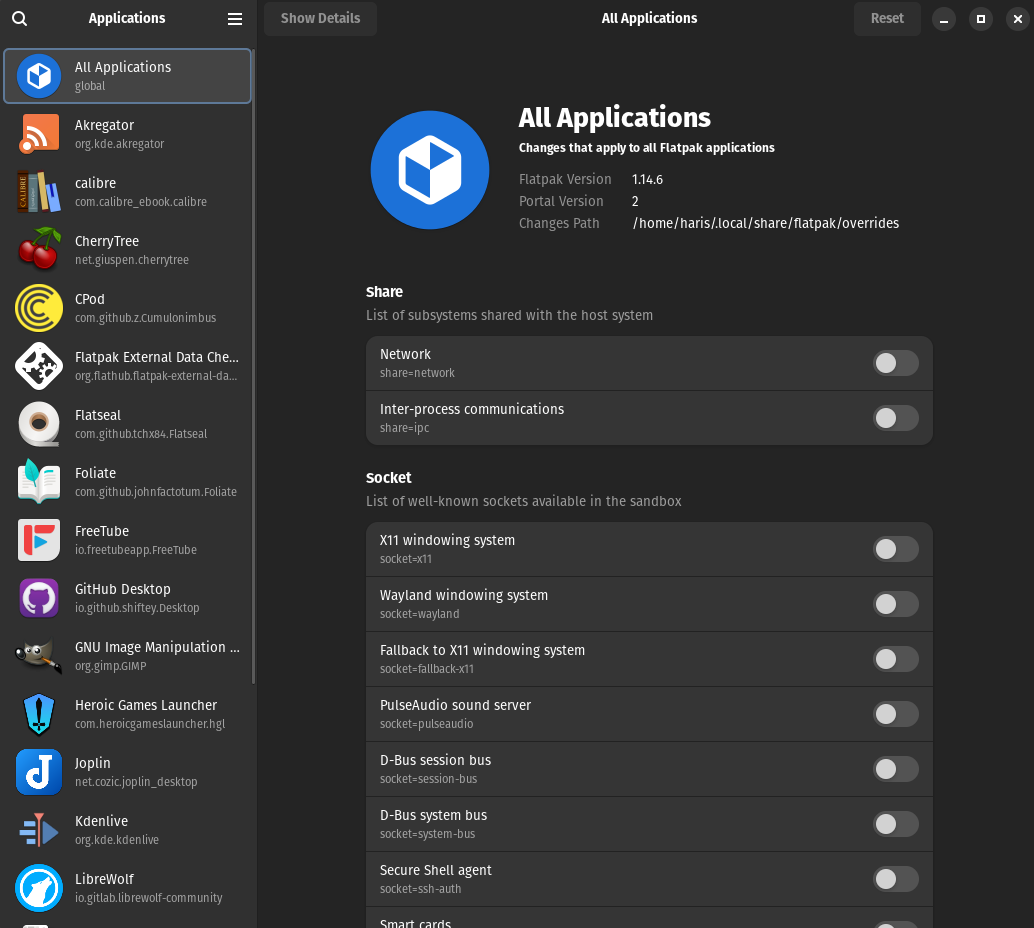 Applications
All Applications
global
Akregator
org.kde.akregator
CALIBRE
calibre
com.calibre_ebook.calibre
CherryTree
net.giuspen.cherrytree
CPod
com.github.z.Cumulonimbus
Flatpak External Data Che...
org.flathub.flatpak-external-da...
Flatseal
com.github.tchx84.Flatseal
Foliate
com.github.johnfactotum.Foliate
FreeTube
io.freetubeapp.FreeTube
GitHub Desktop
io.github.shiftey.Desktop
GNU Image Manipulation ...
org.gimp.GIMP
Heroic Games Launcher
com.heroicgameslauncher.hgl
Joplin
net.cozic.joplin_desktop
Kdenlive
org.kde.kdenlive
LibreWolf
io.gitlab.librewolf-community
Show Details
All Applications
Reset
All Applications
Changes that apply to all Flatpak applications
Flatpak Version 1.14.6
Portal Version 2
Changes Path /home/haris/.local/share/flatpak/overrides
Share
List of subsystems shared with the host system
Network
share=network
Inter-process communications
share=ipc
Socket
List of well-known sockets available in the sandbox
X11 windowing system
socket=x11
Wayland windowing system
socket=wayland
Fallback to X11 windowing system
socket=fallback-x11
PulseAudio sound server
socket=pulseaudio
D-Bus session bus
socket=session-bus
D-Bus system bus
socket=system-bus
Secure Shell agent
socket=ssh-auth
Smart cards